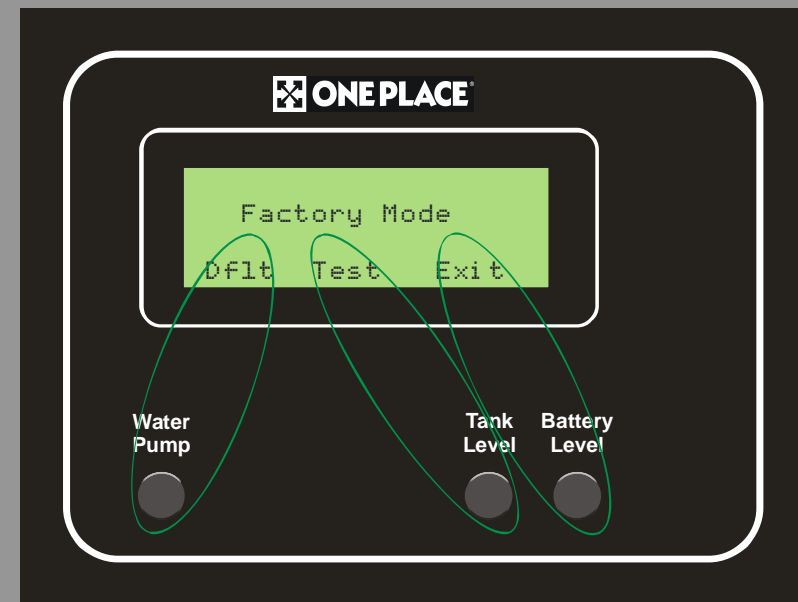 ONE PLACE®
Factory Mode
Dflt Test Exit
Water Pump
Tank Level
Battery Level